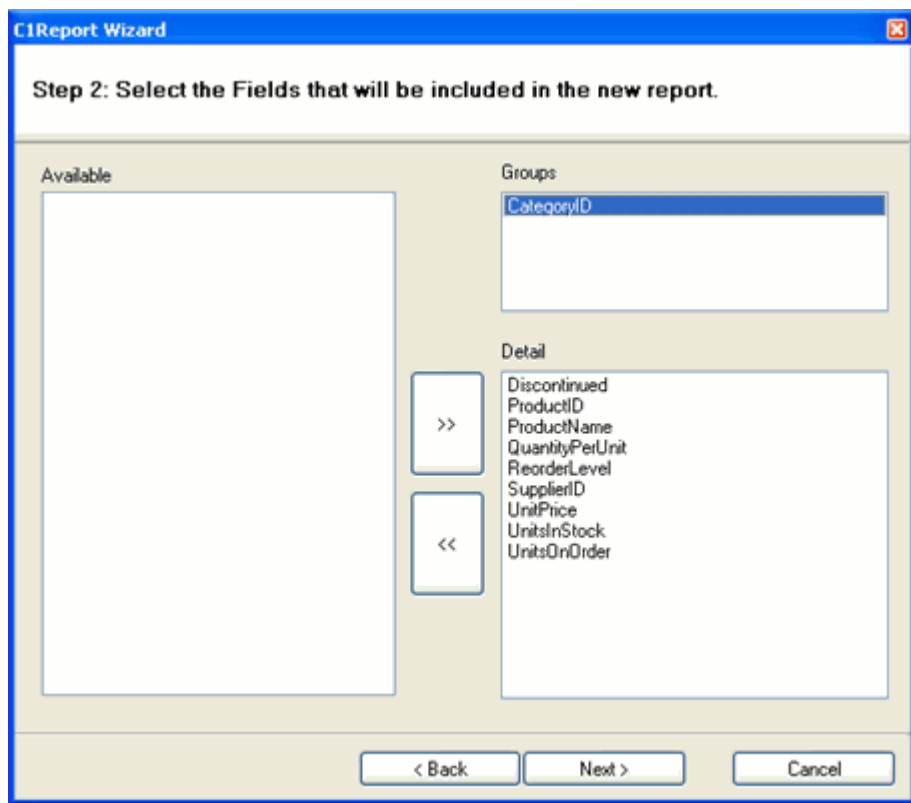 C1Report Wizard
Step 2: Select the Fields that will be included in the new report.
Available
Groups
CategoryID
Detail
Discontinued
ProductID
ProductName
QuantityPerUnit
ReorderLevel
SupplierID
UnitPrice
UnitsInStock
UnitsOnOrder
>>
<<
< Back
Next >
Cancel